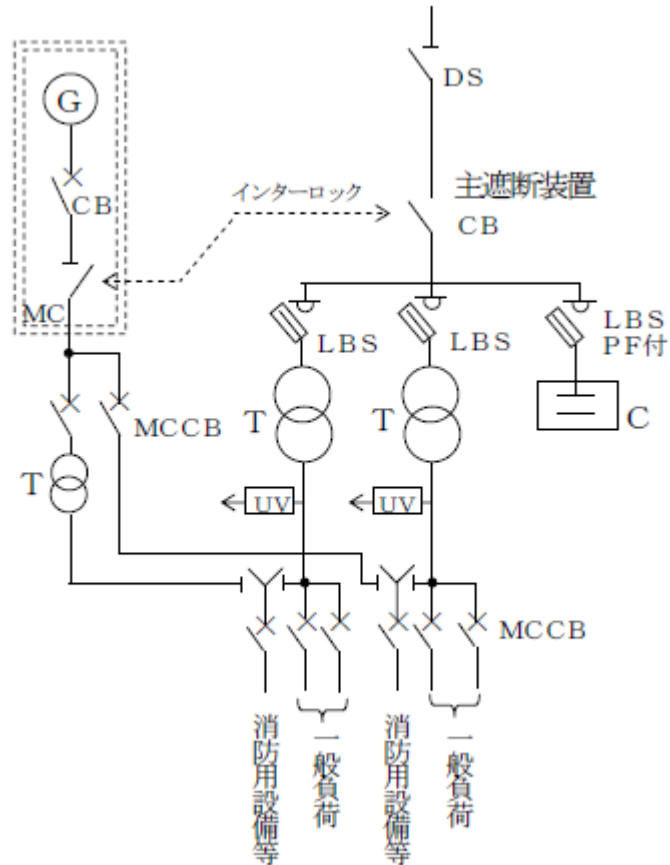 DS
G
CB
インターロック
主遮断装置
CB
MC
LBS
LBS
LBS
PF付
MCCB
T
T
T
C
UV
UV
MCCB
消防用設備等
一般負荷
消防用設備等
一般負荷